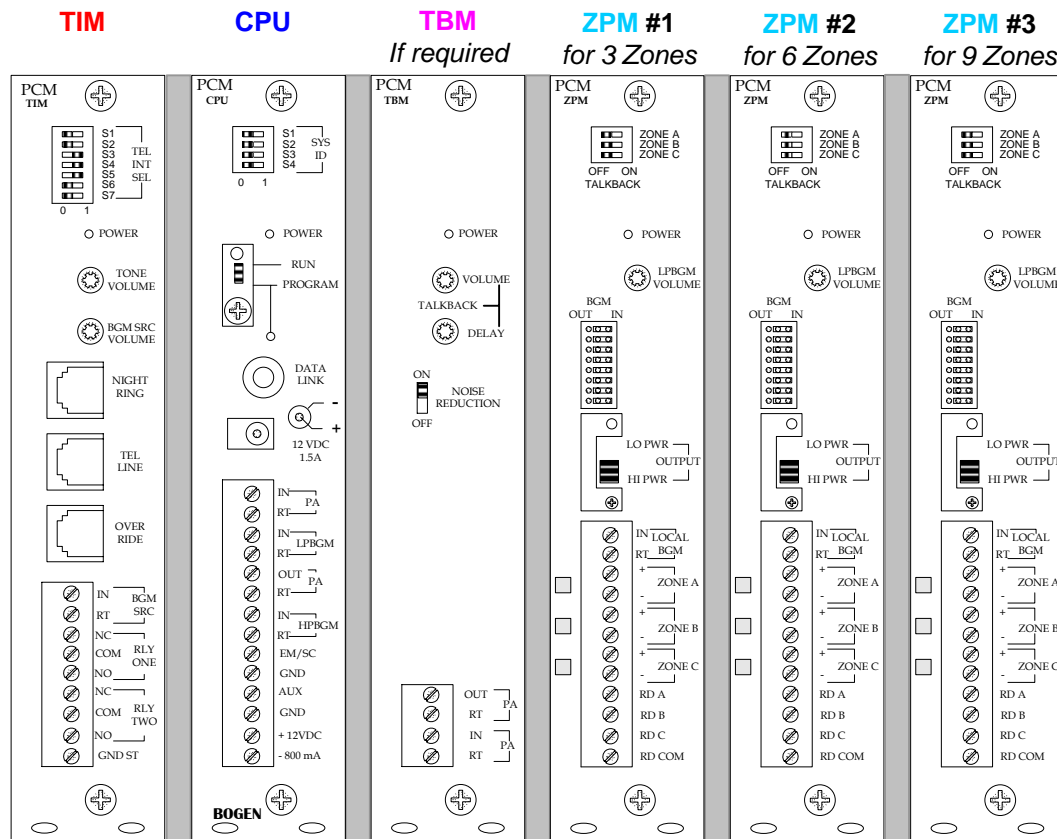 TIM
CPU
TBM
If required
ZPM #1
for 3 Zones
ZPM #2
for 6 Zones
ZPM #3
for 9 Zones
PCM
TIM
S1
S2
S3
S4
S5
S6
S7
TEL
INT
SEL
0 1
POWER
TONE
VOLUME
BGM SRC
VOLUME
NIGHT
RING
TEL
LINE
OVER
RIDE
IN
RT
BGM
SRC
NC
COM
NO
RLY
ONE
NC
COM
NO
RLY
TWO
GND ST
PCM
CPU
S1
S2
S3
S4
SYS
ID
0 1
POWER
RUN
PROGRAM
DATA
LINK
-
+
12 VDC
1.5A
IN
RT
PA
IN
RT
LPBGM
OUT
RT
PA
IN
RT
HPBGM
EM/SC
GND
AUX
GND
+ 12VDC
- 800 mA
BOGEN
PCM
TBM
POWER
VOLUME
TALKBACK
DELAY
ON
NOISE
REDUCTION
OFF
OUT
RT
PA
IN
RT
PA
PCM
ZPM
ZONE A
ZONE B
ZONE C
OFF ON
TALKBACK
POWER
LPBGM
VOLUME
BGM
OUT IN
LO PWR
OUTPUT
HI PWR
IN
RT
LOCAL
BGM
+
-
ZONE A
+
-
ZONE B
+
-
ZONE C
RD A
RD B
RD C
RD COM
PCM
ZPM
ZONE A
ZONE B
ZONE C
OFF ON
TALKBACK
POWER
LPBGM
VOLUME
BGM
OUT IN
LO PWR
OUTPUT
HI PWR
IN
RT
LOCAL
BGM
+
-
ZONE A
+
-
ZONE B
+
-
ZONE C
RD A
RD B
RD C
RD COM
PCM
ZPM
ZONE A
ZONE B
ZONE C
OFF ON
TALKBACK
POWER
LPBGM
VOLUME
BGM
OUT IN
LO PWR
OUTPUT
HI PWR
IN
RT
LOCAL
BGM
+
-
ZONE A
+
-
ZONE B
+
-
ZONE C
RD A
RD B
RD C
RD COM